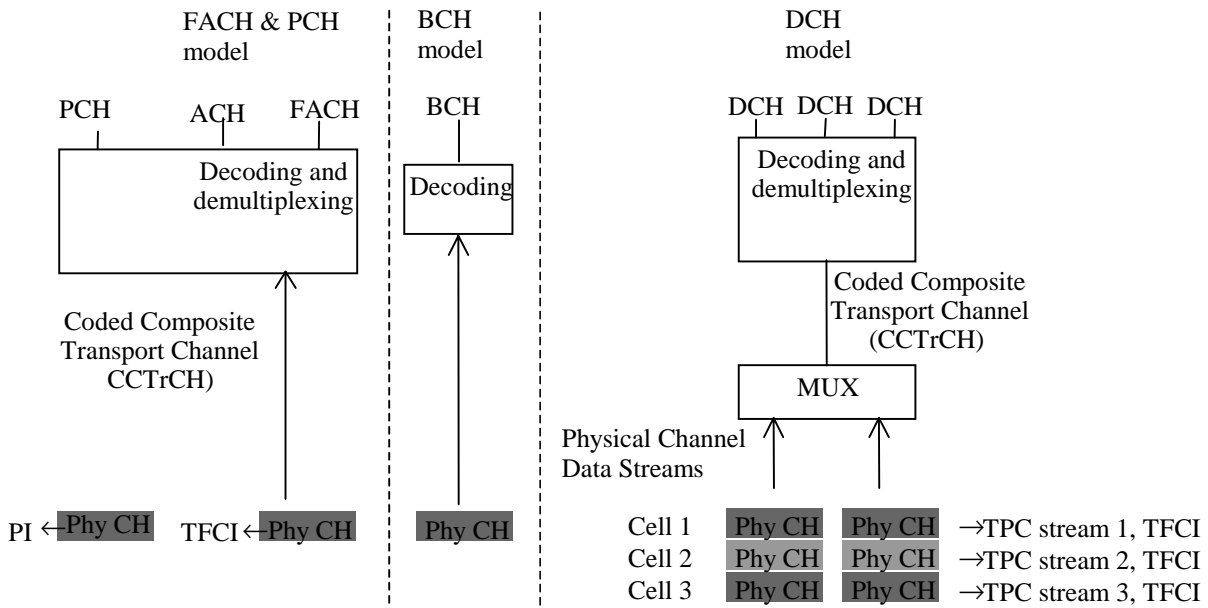 FACH & PCH
model
BCH
model
DCH
model
PCH
ACH
FACH
BCH
DCH DCH DCH
Decoding and
demultiplexing
Decoding
Decoding and
demultiplexing
Coded Composite
Transport Channel
CCTrCH)
Coded Composite
Transport Channel
(CCTrCH)
MUX
Physical Channel
Data Streams
PI ←Phy CH
TFCI ←Phy CH
Phy CH
Cell 1 Phy CH Phy CH →TPC stream 1, TFCI
Cell 2 Phy CH Phy CH →TPC stream 2, TFCI
Cell 3 Phy CH Phy CH →TPC stream 3, TFCI